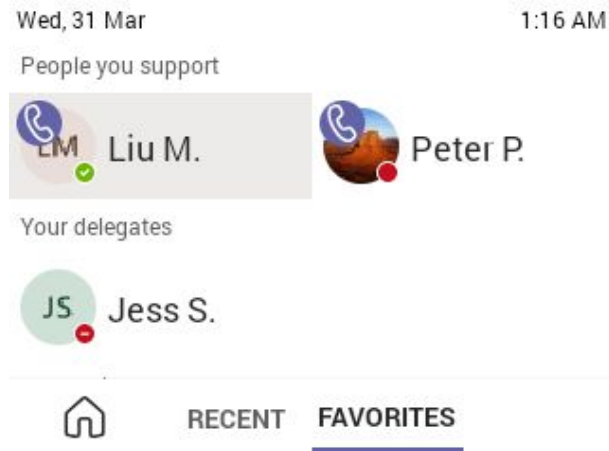 Wed, 31 Mar 1:16 AM
People you support
LM Liu M. Peter P.
Your delegates
JS Jess S.
RECENT FAVORITES